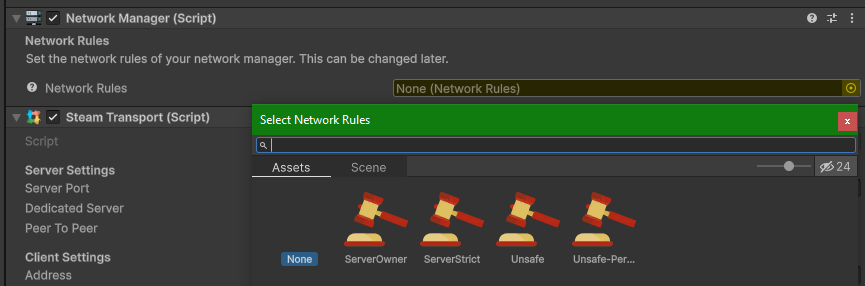 Network Manager (Script)
Network Rules
Set the network rules of your network manager. This can be changed later.
Network Rules
None (Network Rules)
Steam Transport (Script)
Select Network Rules
x
Script
Assets
Scene
24
Server Settings
Server Port
Dedicated Server
Peer To Peer
None
ServerOwner
ServerStrict
Unsafe
Unsafe-Per...
Client Settings
Address